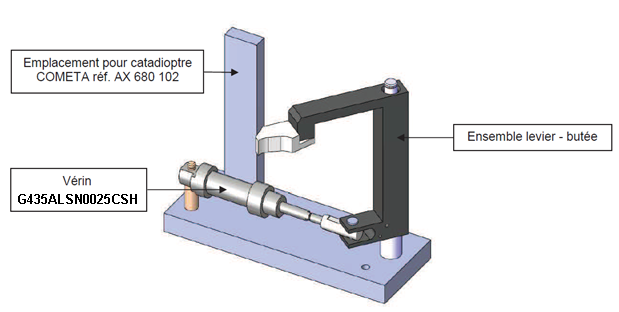 Emplacement pour catadioptre
COMETA réf. AX 680 102
Ensemble levier - butée
Vérin
G435ALSN0025CSH